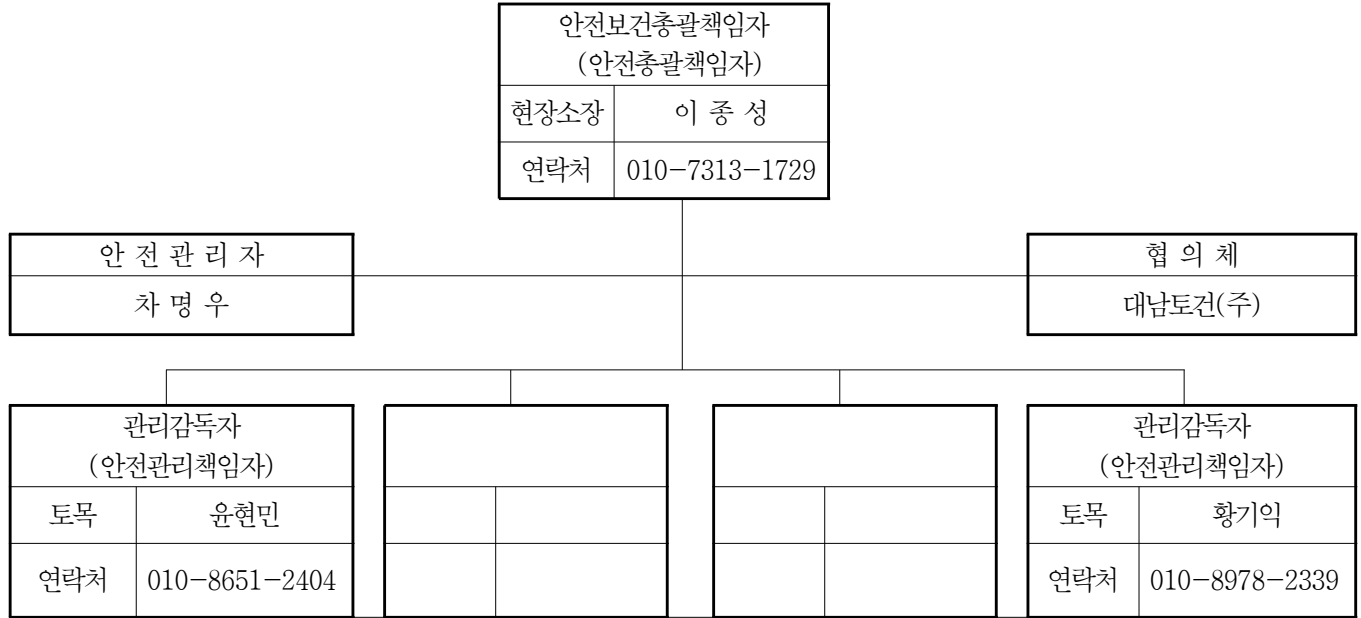 안전보건총괄책임자
(안전총괄책임자)
현장소장 이 종 성
연락처 010-7313-1729
안 전 관 리 자
차 명 우
협 의 체
대남토건(주)
관리감독자
(안전관리책임자)
토목 윤현민
연락처 010-8651-2404
관리감독자
(안전관리책임자)
토목 황기익
연락처 010-8978-2339